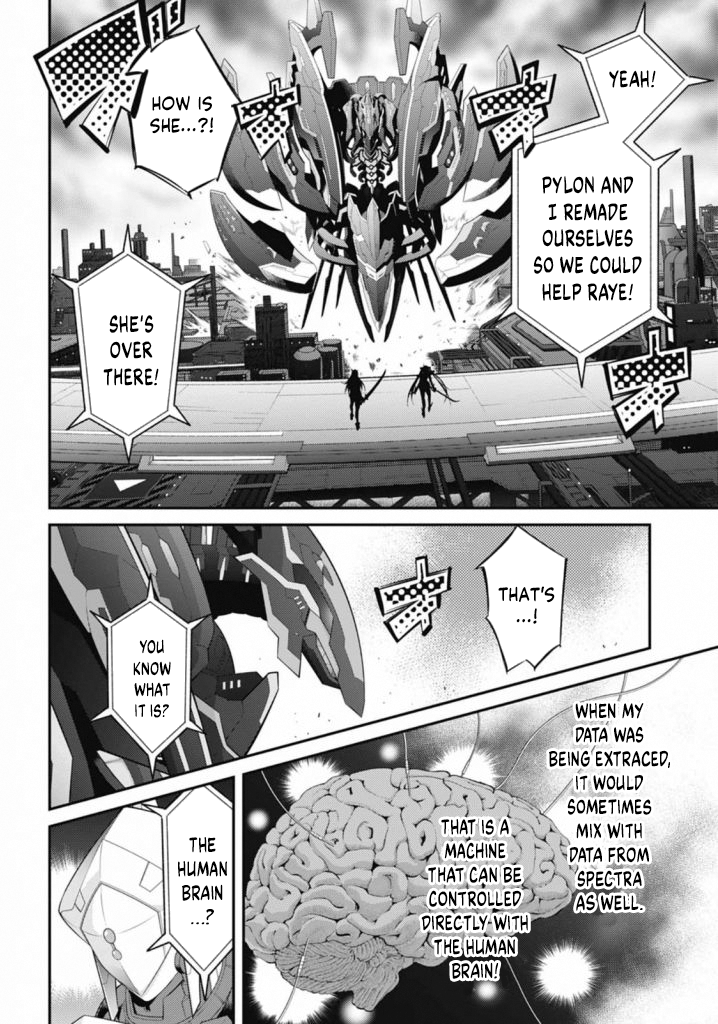 YEAH!
PYLON AND
I REMADE
OURSELVES
SO WE COULD
HELP RAYE!
HOW IS
SHE...?!
SHE'S
OVER
THERE!
THAT'S
...!
YOU
KNOW
WHAT
IT IS?
WHEN MY
DATA WAS
BEING EXTRACED,
IT WOULD
SOMETIMES
MIX WITH
DATA FROM
SPECTRA
AS WELL.
THAT IS A
MACHINE
THAT CAN BE
CONTROLLED
DIRECTLY WITH
THE HUMAN
BRAIN!
THE
HUMAN
BRAIN
...?